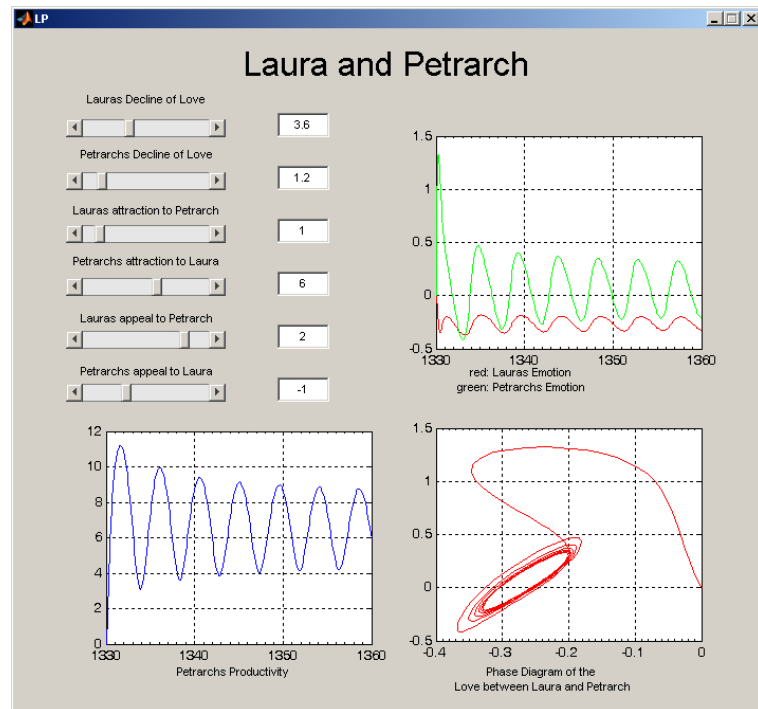 LP
Laura and Petrarch
Lauras Decline of Love
3.6
Petrarchs Decline of Love
1.2
Lauras attraction to Petrarch
1
Petrarchs attraction to Laura
6
Lauras appeal to Petrarch
2
Petrarchs appeal to Laura
-1
1.5
1
0.5
0
-0.5
1330 1340 1350 1360
red: Lauras Emotion
green: Petrarchs Emotion
12
10
8
6
4
2
0
1330 1340 1350 1360
Petrarchs Productivity
1.5
1
0.5
0
-0.5
-0.4 -0.3 -0.2 -0.1 0
Phase Diagram of the
Love between Laura and Petrarch